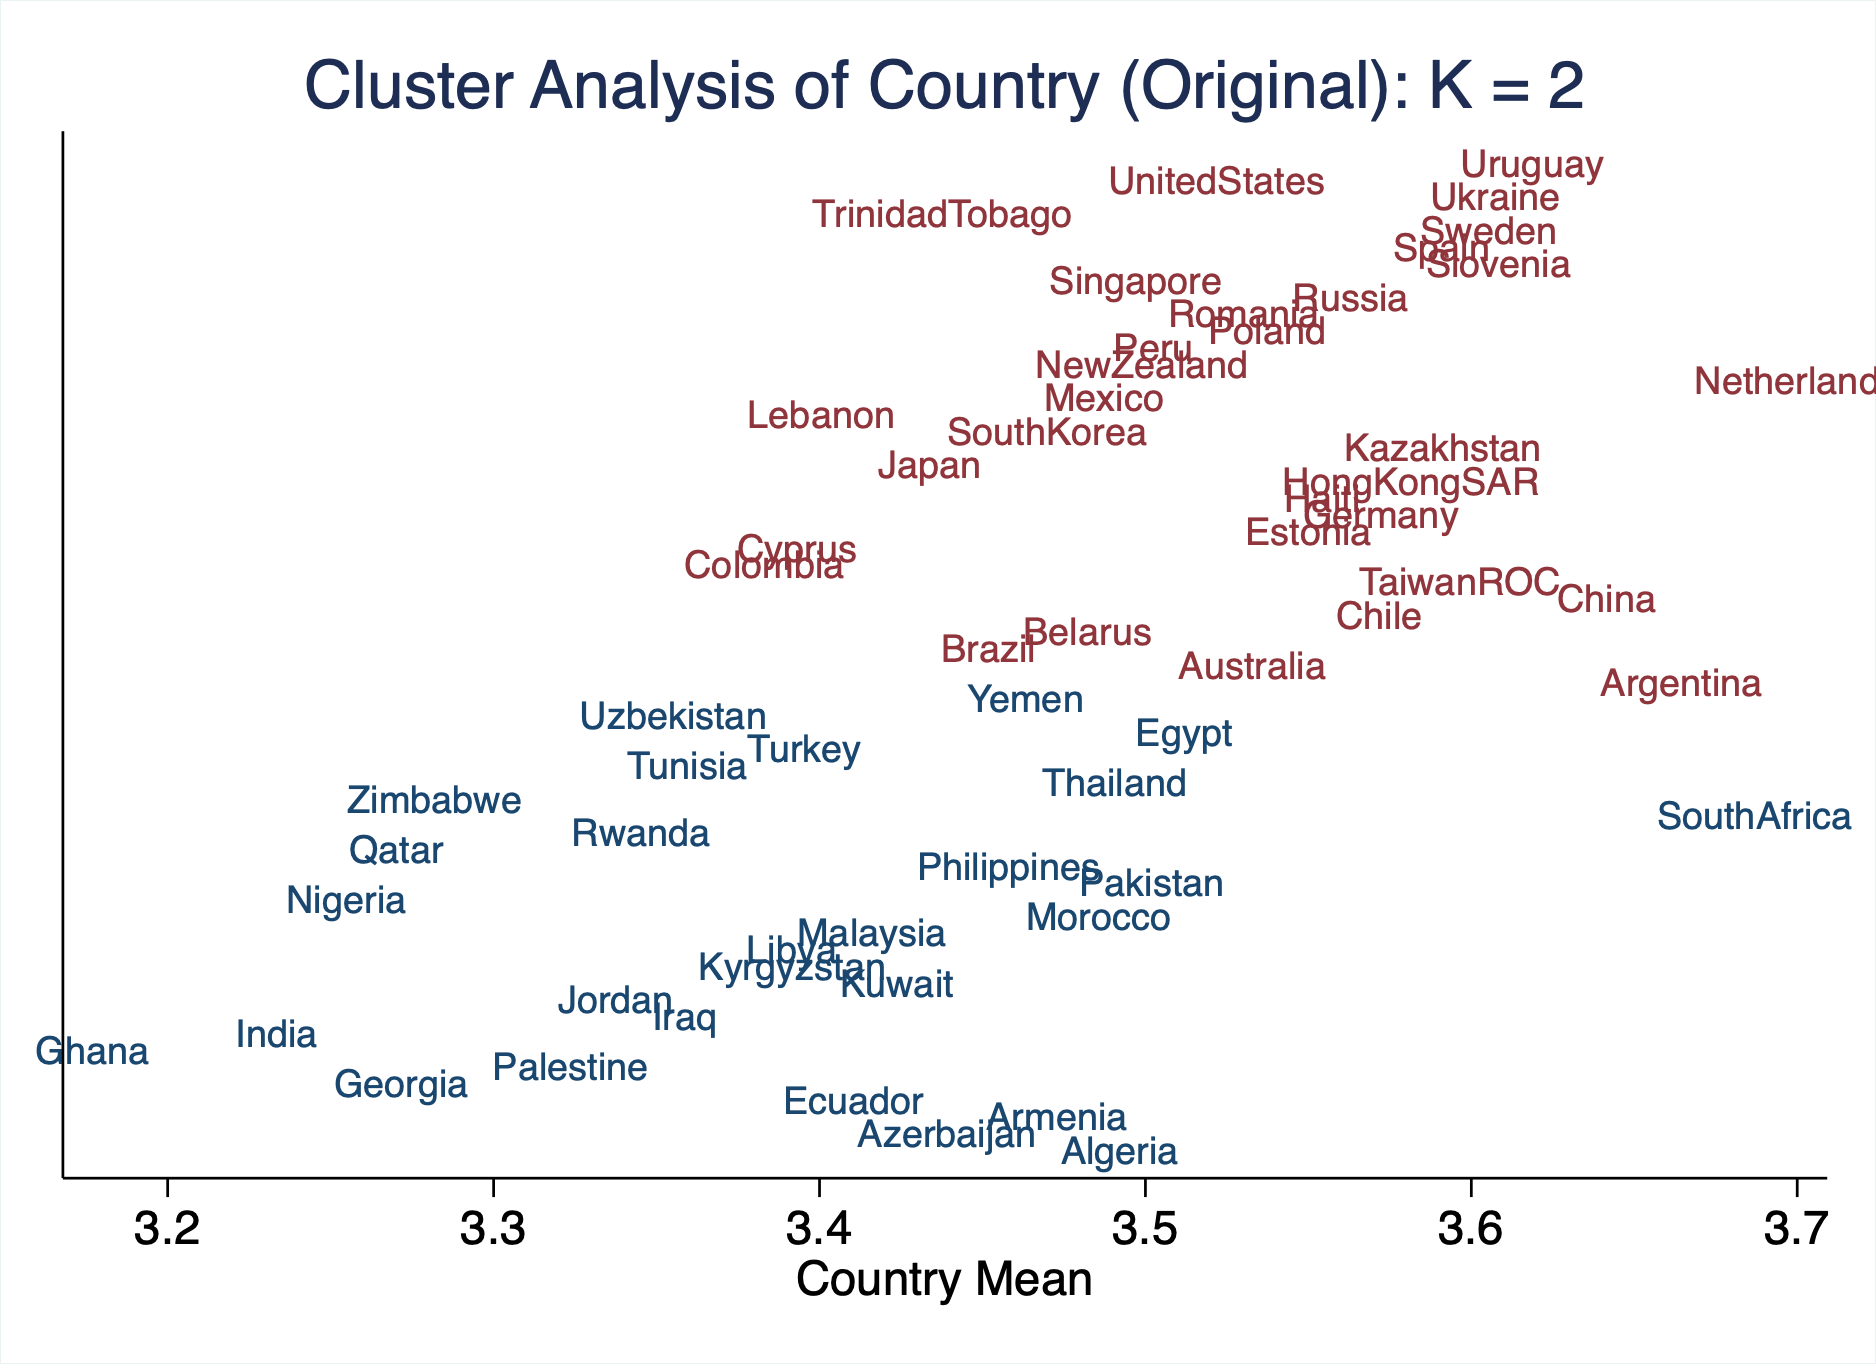 Cluster Analysis of Country (Original): K = 2
Uruguay
UnitedStates
Ukraine
TrinidadTobago
Sweden
Spain
Slovenia
Singapore
Russia
Romania
Poland
Peru
NewZealand
Netherland
Mexico
Lebanon
SouthKorea
Kazakhstan
Japan
HongKongSAR
Haiti
Germany
Estonia
Cyprus
Colombia
TaiwanROC
China
Chile
Belarus
Brazil
Australia
Argentina
Yemen
Uzbekistan
Egypt
Turkey
Tunisia
Thailand
Zimbabwe
SouthAfrica
Rwanda
Qatar
Philippines
Pakistan
Nigeria
Morocco
Malaysia
Libya
Kyrgyzstan
Kuwait
Jordan
Iraq
India
Ghana
Palestine
Georgia
Ecuador
Armenia
Azerbaijan
Algeria
3.2 3.3 3.4 3.5 3.6 3.7
Country Mean